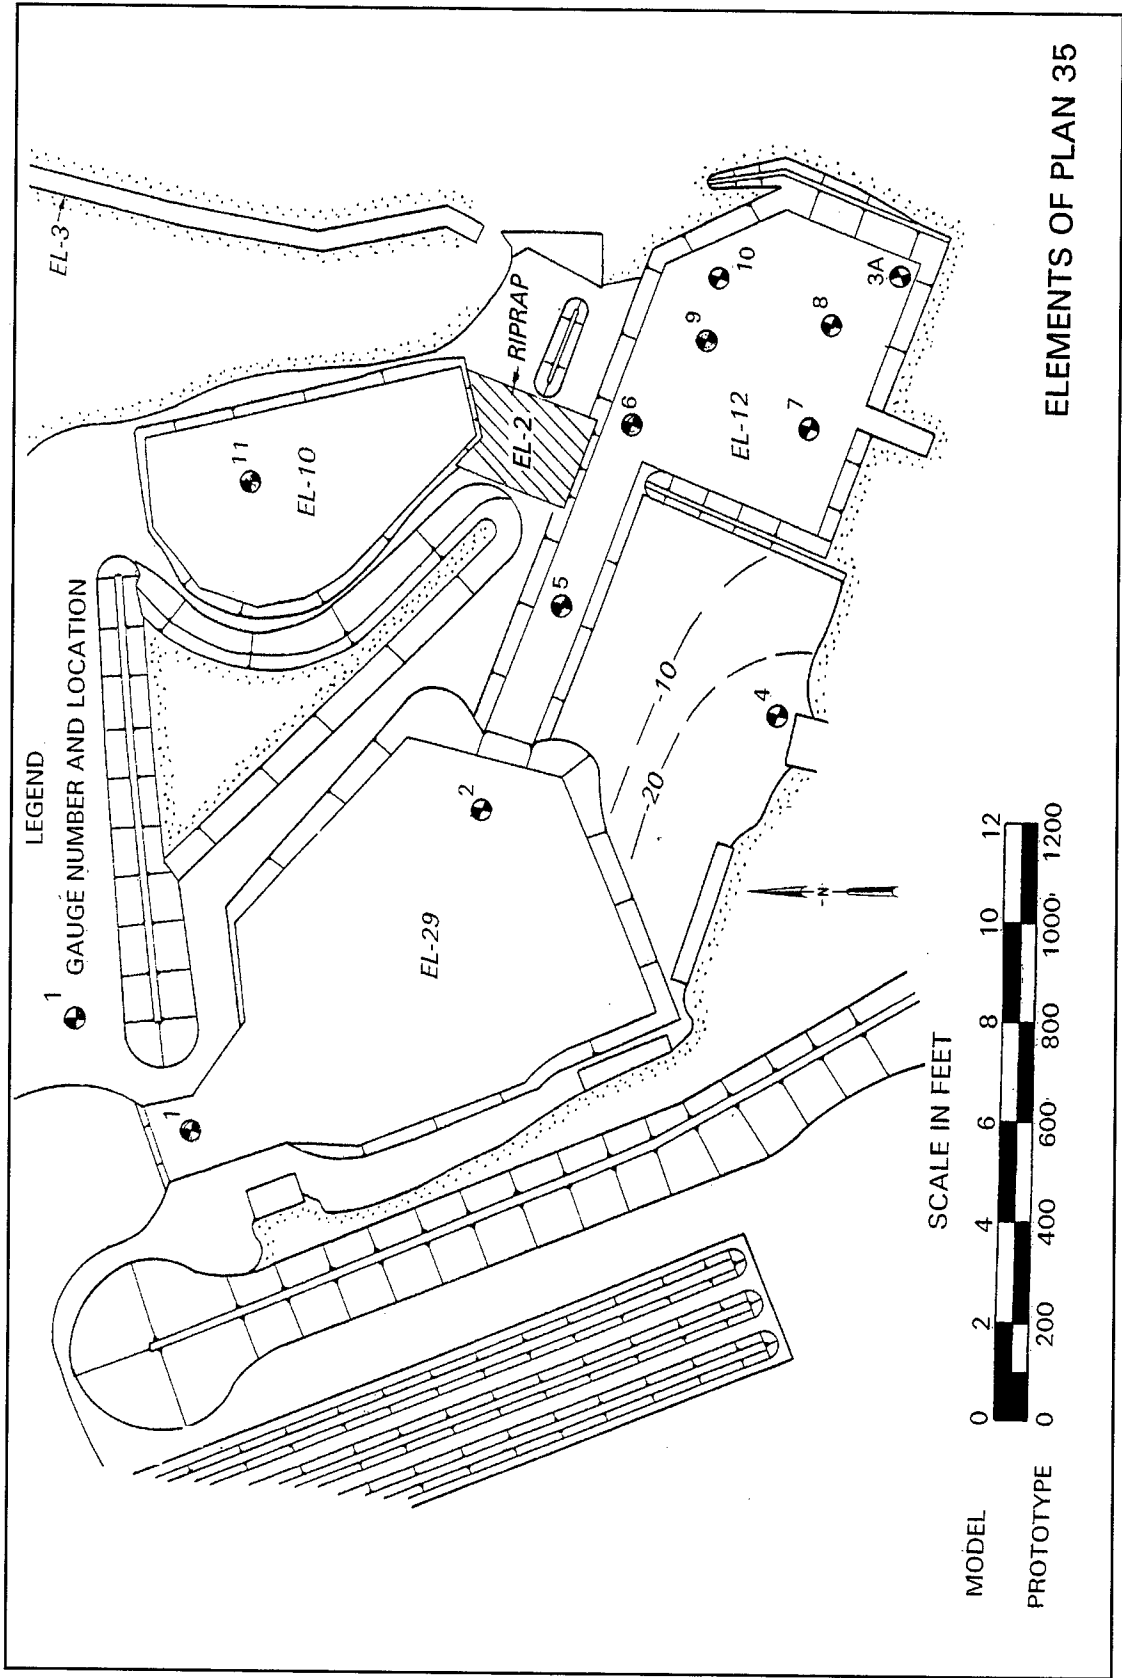 LEGEND
1 GAUGE NUMBER AND LOCATION
EL-3
11
EL-10
RIPRAP
EL-2
1
2
5
6
9
10
EL-29
EL-12
8
3A
7
-10
-20
4
-N-
SCALE IN FEET
MODEL 0 2 4 6 8 10 12
PROTOTYPE 0 200 400 600 800 1000 1200
ELEMENTS OF PLAN 35